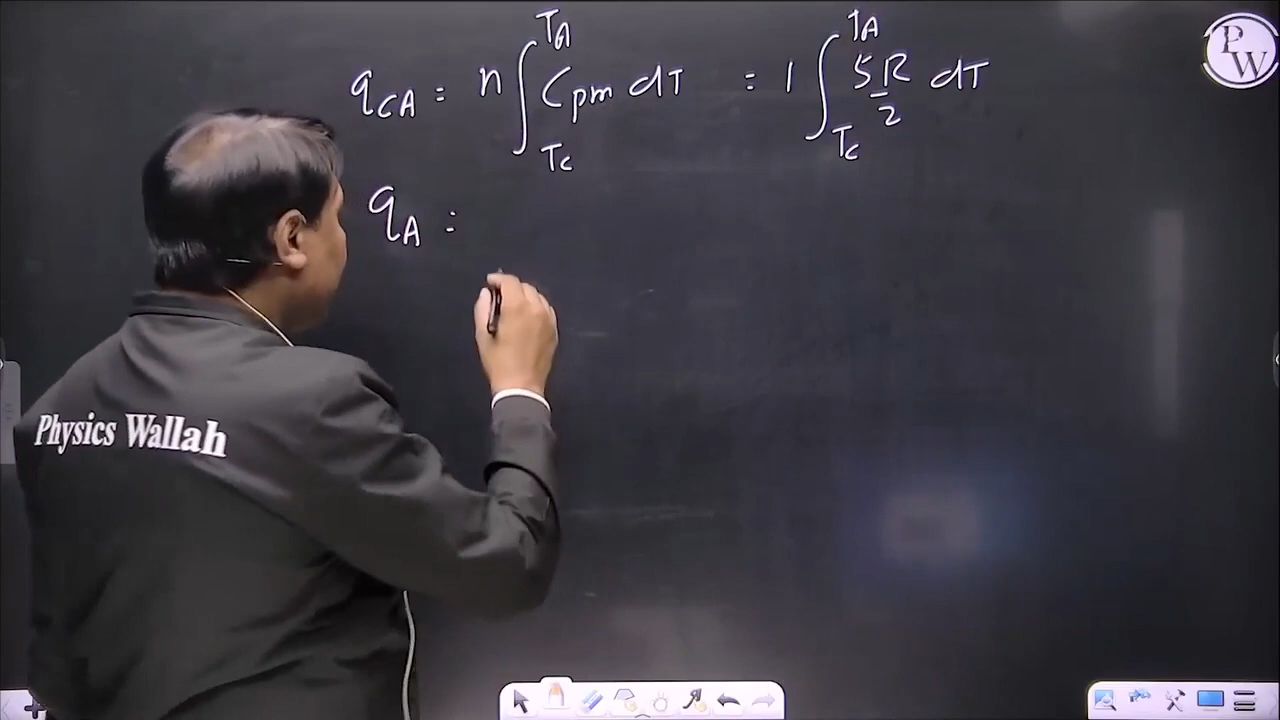 q_CA = n ∫_{T_C}^{T_A} C_pm dT = 1 ∫_{T_C}^{T_A} 5R/2 dT
q_A =
Physics Wallah
PW